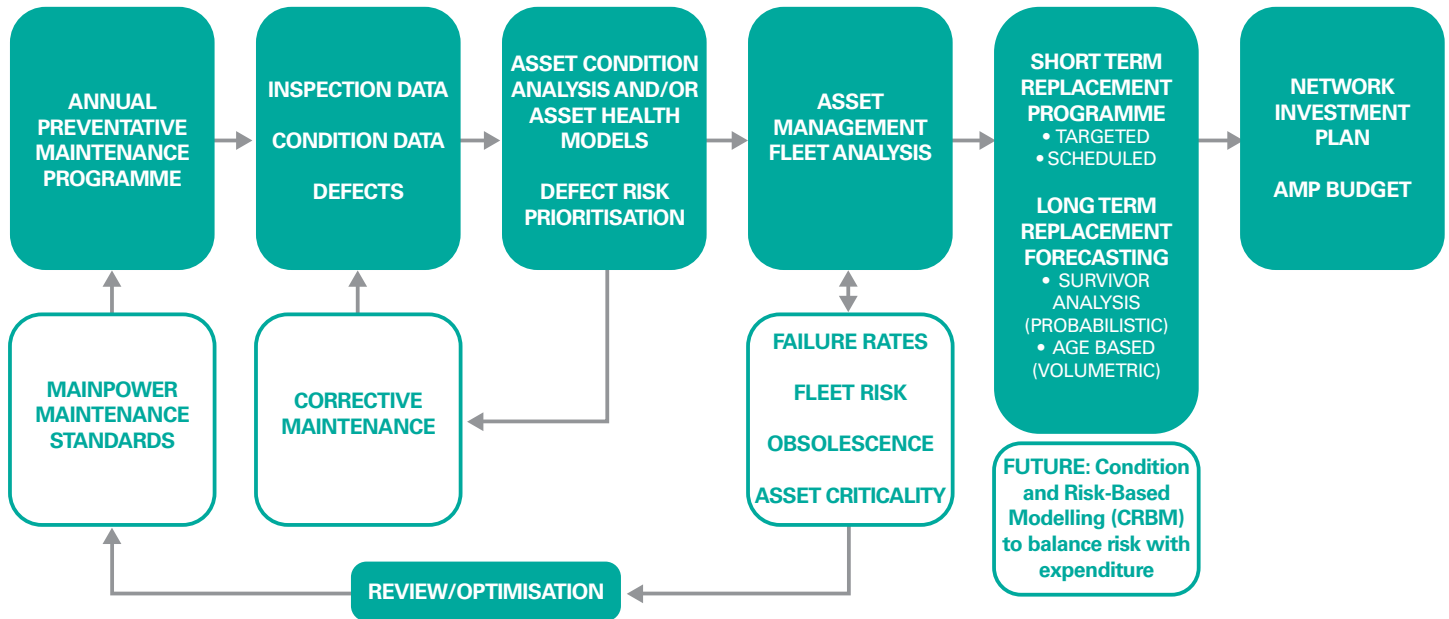 ANNUAL
PREVENTATIVE
MAINTENANCE
PROGRAMME
INSPECTION DATA
CONDITION DATA
DEFECTS
ASSET CONDITION
ANALYSIS AND/OR
ASSET HEALTH
MODELS
DEFECT RISK
PRIORITISATION
ASSET
MANAGEMENT
FLEET ANALYSIS
SHORT TERM
REPLACEMENT
PROGRAMME
• TARGETED
• SCHEDULED
LONG TERM
REPLACEMENT
FORECASTING
• SURVIVOR
ANALYSIS
(PROBABILISTIC)
• AGE BASED
(VOLUMETRIC)
NETWORK
INVESTMENT
PLAN
AMP BUDGET
MAINPOWER
MAINTENANCE
STANDARDS
CORRECTIVE
MAINTENANCE
FAILURE RATES
FLEET RISK
OBSOLESCENCE
ASSET CRITICALITY
FUTURE: Condition
and Risk-Based
Modelling (CRBM)
to balance risk with
expenditure
REVIEW/OPTIMISATION